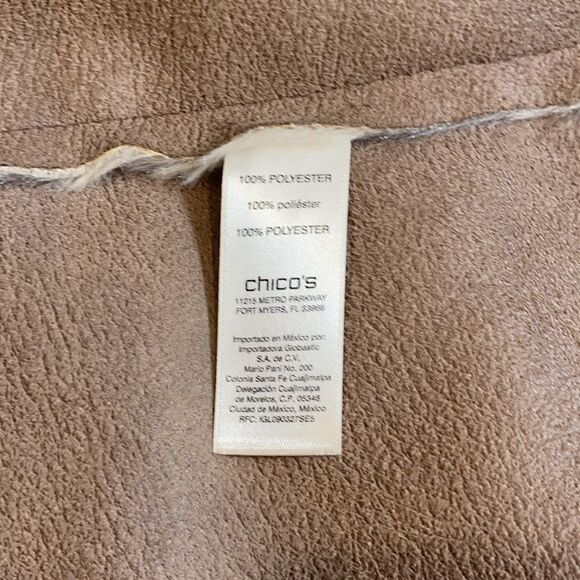 100% POLYESTER
100% poliéster
100% POLYESTER
chico's
11215 METRO PARKWAY
FORT MYERS, FL 33966
Importado en México por:
Importadora Globastic
S.A. de C.V.
Mario Pani No. 200
Colonia Santa Fe Cuajimalpa
Delegación Cuajimalpa
de Morelos, C.P. 05348
Ciudad de México, México
RFC: IGL090327SE5